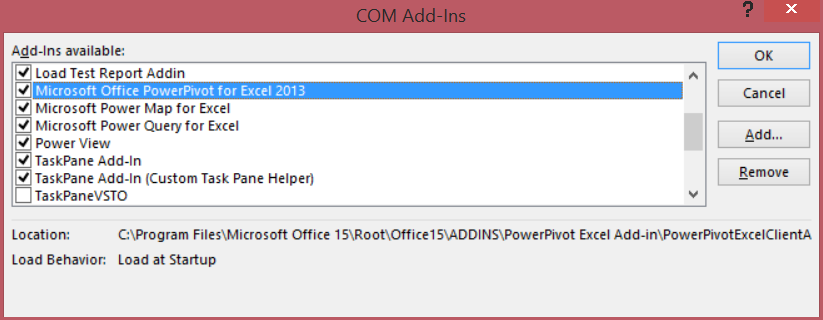 COM Add-Ins
?
Add-Ins available:
Load Test Report Addin
Microsoft Office PowerPivot for Excel 2013
Microsoft Power Map for Excel
Microsoft Power Query for Excel
Power View
TaskPane Add-In
TaskPane Add-In (Custom Task Pane Helper)
TaskPaneVSTO
OK
Cancel
Add...
Remove
Location: C:\Program Files\Microsoft Office 15\Root\Office15\ADDINS\PowerPivot Excel Add-in\PowerPivotExcelClientA
Load Behavior: Load at Startup